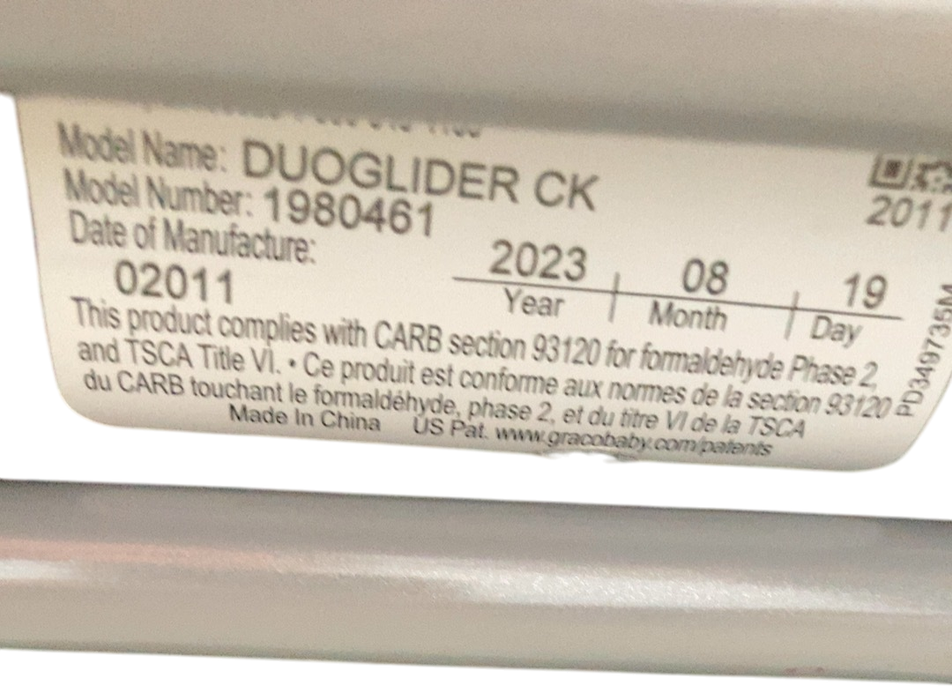 Model Name: DUOGLIDER CK
Model Number: 1980461
Date of Manufacture:
02011
2023 08 19
Year Month Day
This product complies with CARB section 93120 for formaldehyde Phase 2,
and TSCA Title VI. • Ce produit est conforme aux normes de la section 93120
du CARB touchant le formaldéhyde, phase 2, et du titre VI de la TSCA
Made In China US Pat. www.gracobaby.com/patents
2011